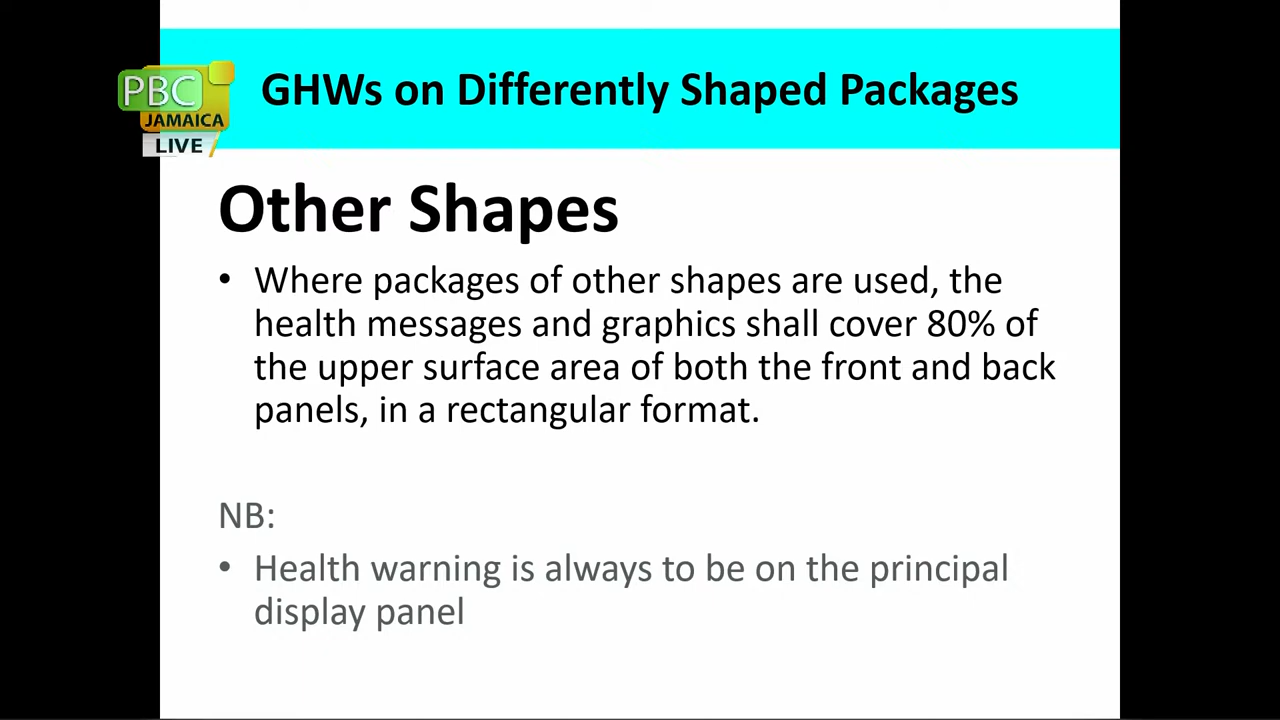 PBC
JAMAICA
LIVE
GHWs on Differently Shaped Packages
Other Shapes
• Where packages of other shapes are used, the
health messages and graphics shall cover 80% of
the upper surface area of both the front and back
panels, in a rectangular format.
NB:
• Health warning is always to be on the principal
display panel